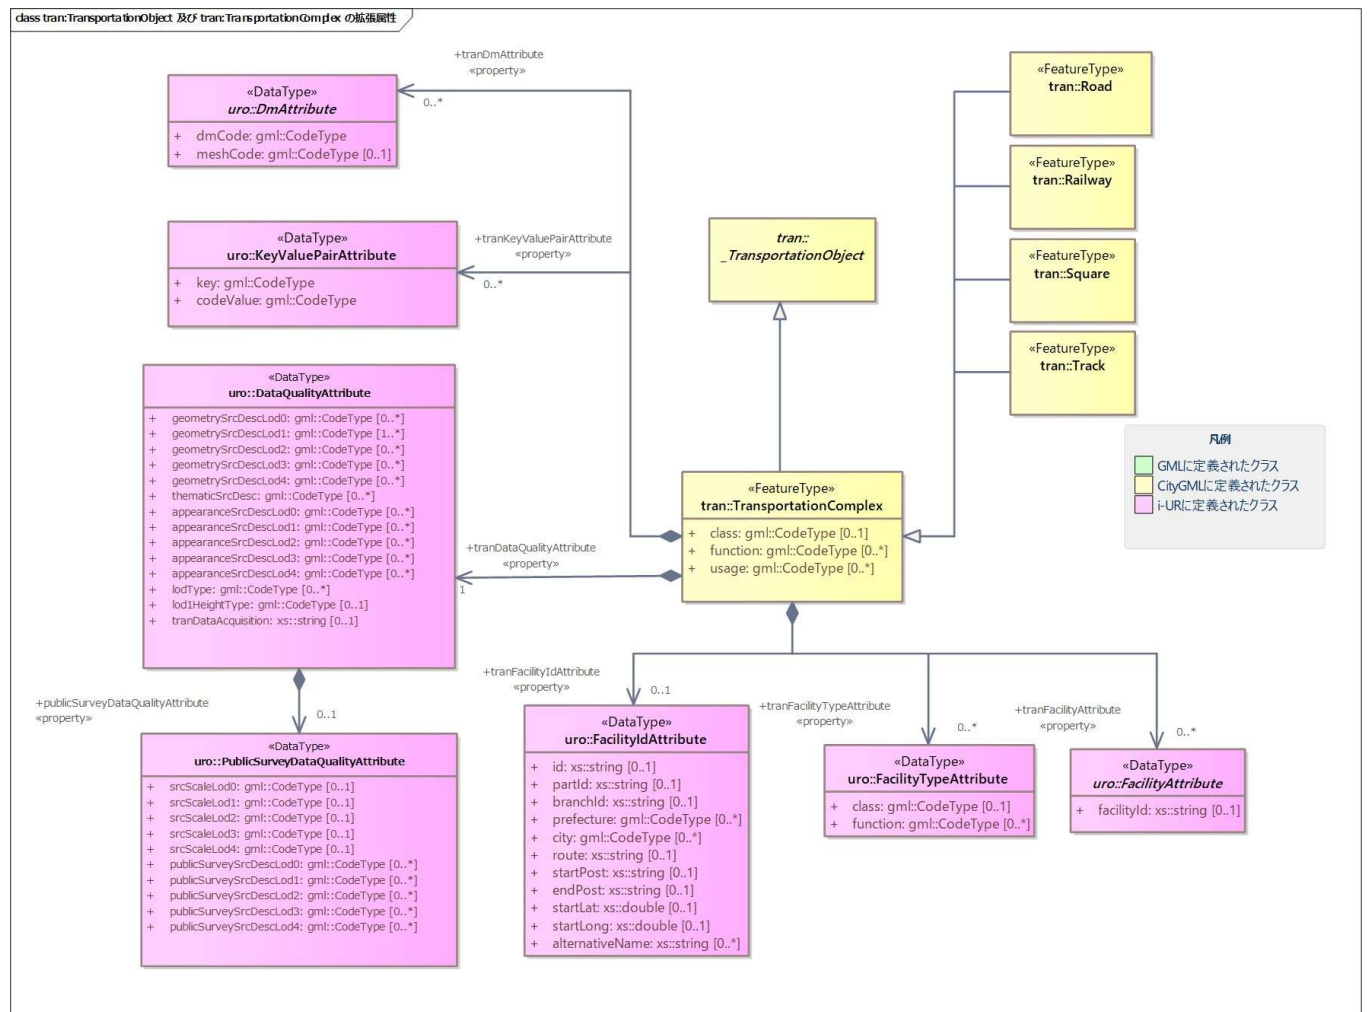 class tran:TransportationObject 及び tran:TransportationComplex の拡張属性
+tranDmAttribute
«property»
0..*
«DataType»
uro::DmAttribute
+ dmCode: gml::CodeType
+ meshCode: gml::CodeType [0..1]
«FeatureType»
tran::Road
«FeatureType»
tran::Railway
«FeatureType»
tran::Square
«FeatureType»
tran::Track
«DataType»
uro::KeyValuePairAttribute
+ key: gml::CodeType
+ codeValue: gml::CodeType
+tranKeyValuePairAttribute
«property»
0..*
tran::
_TransportationObject
«DataType»
uro::DataQualityAttribute
+ geometrySrcDescLod0: gml::CodeType [0..*]
+ geometrySrcDescLod1: gml::CodeType [1..*]
+ geometrySrcDescLod2: gml::CodeType [0..*]
+ geometrySrcDescLod3: gml::CodeType [0..*]
+ geometrySrcDescLod4: gml::CodeType [0..*]
+ thematicSrcDesc: gml::CodeType [0..*]
+ appearanceSrcDescLod0: gml::CodeType [0..*]
+ appearanceSrcDescLod1: gml::CodeType [0..*]
+ appearanceSrcDescLod2: gml::CodeType [0..*]
+ appearanceSrcDescLod3: gml::CodeType [0..*]
+ appearanceSrcDescLod4: gml::CodeType [0..*]
+ lodType: gml::CodeType [0..*]
+ lod1HeightType: gml::CodeType [0..1]
+ tranDataAcquisition: xs::string [0..1]
+tranDataQualityAttribute
«property»
1
«FeatureType»
tran::TransportationComplex
+ class: gml::CodeType [0..1]
+ function: gml::CodeType [0..*]
+ usage: gml::CodeType [0..*]
凡例
GMLに定義されたクラス
CityGMLに定義されたクラス
i-URに定義されたクラス
+publicSurveyDataQualityAttribute
«property»
0..1
«DataType»
uro::PublicSurveyDataQualityAttribute
+ srcScaleLod0: gml::CodeType [0..1]
+ srcScaleLod1: gml::CodeType [0..1]
+ srcScaleLod2: gml::CodeType [0..1]
+ srcScaleLod3: gml::CodeType [0..1]
+ srcScaleLod4: gml::CodeType [0..1]
+ publicSurveySrcDescLod0: gml::CodeType [0..*]
+ publicSurveySrcDescLod1: gml::CodeType [0..*]
+ publicSurveySrcDescLod2: gml::CodeType [0..*]
+ publicSurveySrcDescLod3: gml::CodeType [0..*]
+ publicSurveySrcDescLod4: gml::CodeType [0..*]
+tranFacilityIdAttribute
«property»
0..1
«DataType»
uro::FacilityIdAttribute
+ id: xs::string [0..1]
+ partId: xs::string [0..1]
+ branchId: xs::string [0..1]
+ prefecture: gml::CodeType [0..*]
+ city: gml::CodeType [0..*]
+ route: xs::string [0..1]
+ startPost: xs::string [0..1]
+ endPost: xs::string [0..1]
+ startLat: xs::double [0..1]
+ startLong: xs::double [0..1]
+ alternativeName: xs::string [0..*]
+tranFacilityTypeAttribute
«property»
0..*
«DataType»
uro::FacilityTypeAttribute
+ class: gml::CodeType [0..1]
+ function: gml::CodeType [0..*]
+tranFacilityAttribute
«property»
0..*
«DataType»
uro::FacilityAttribute
+ facilityId: xs::string [0..1]